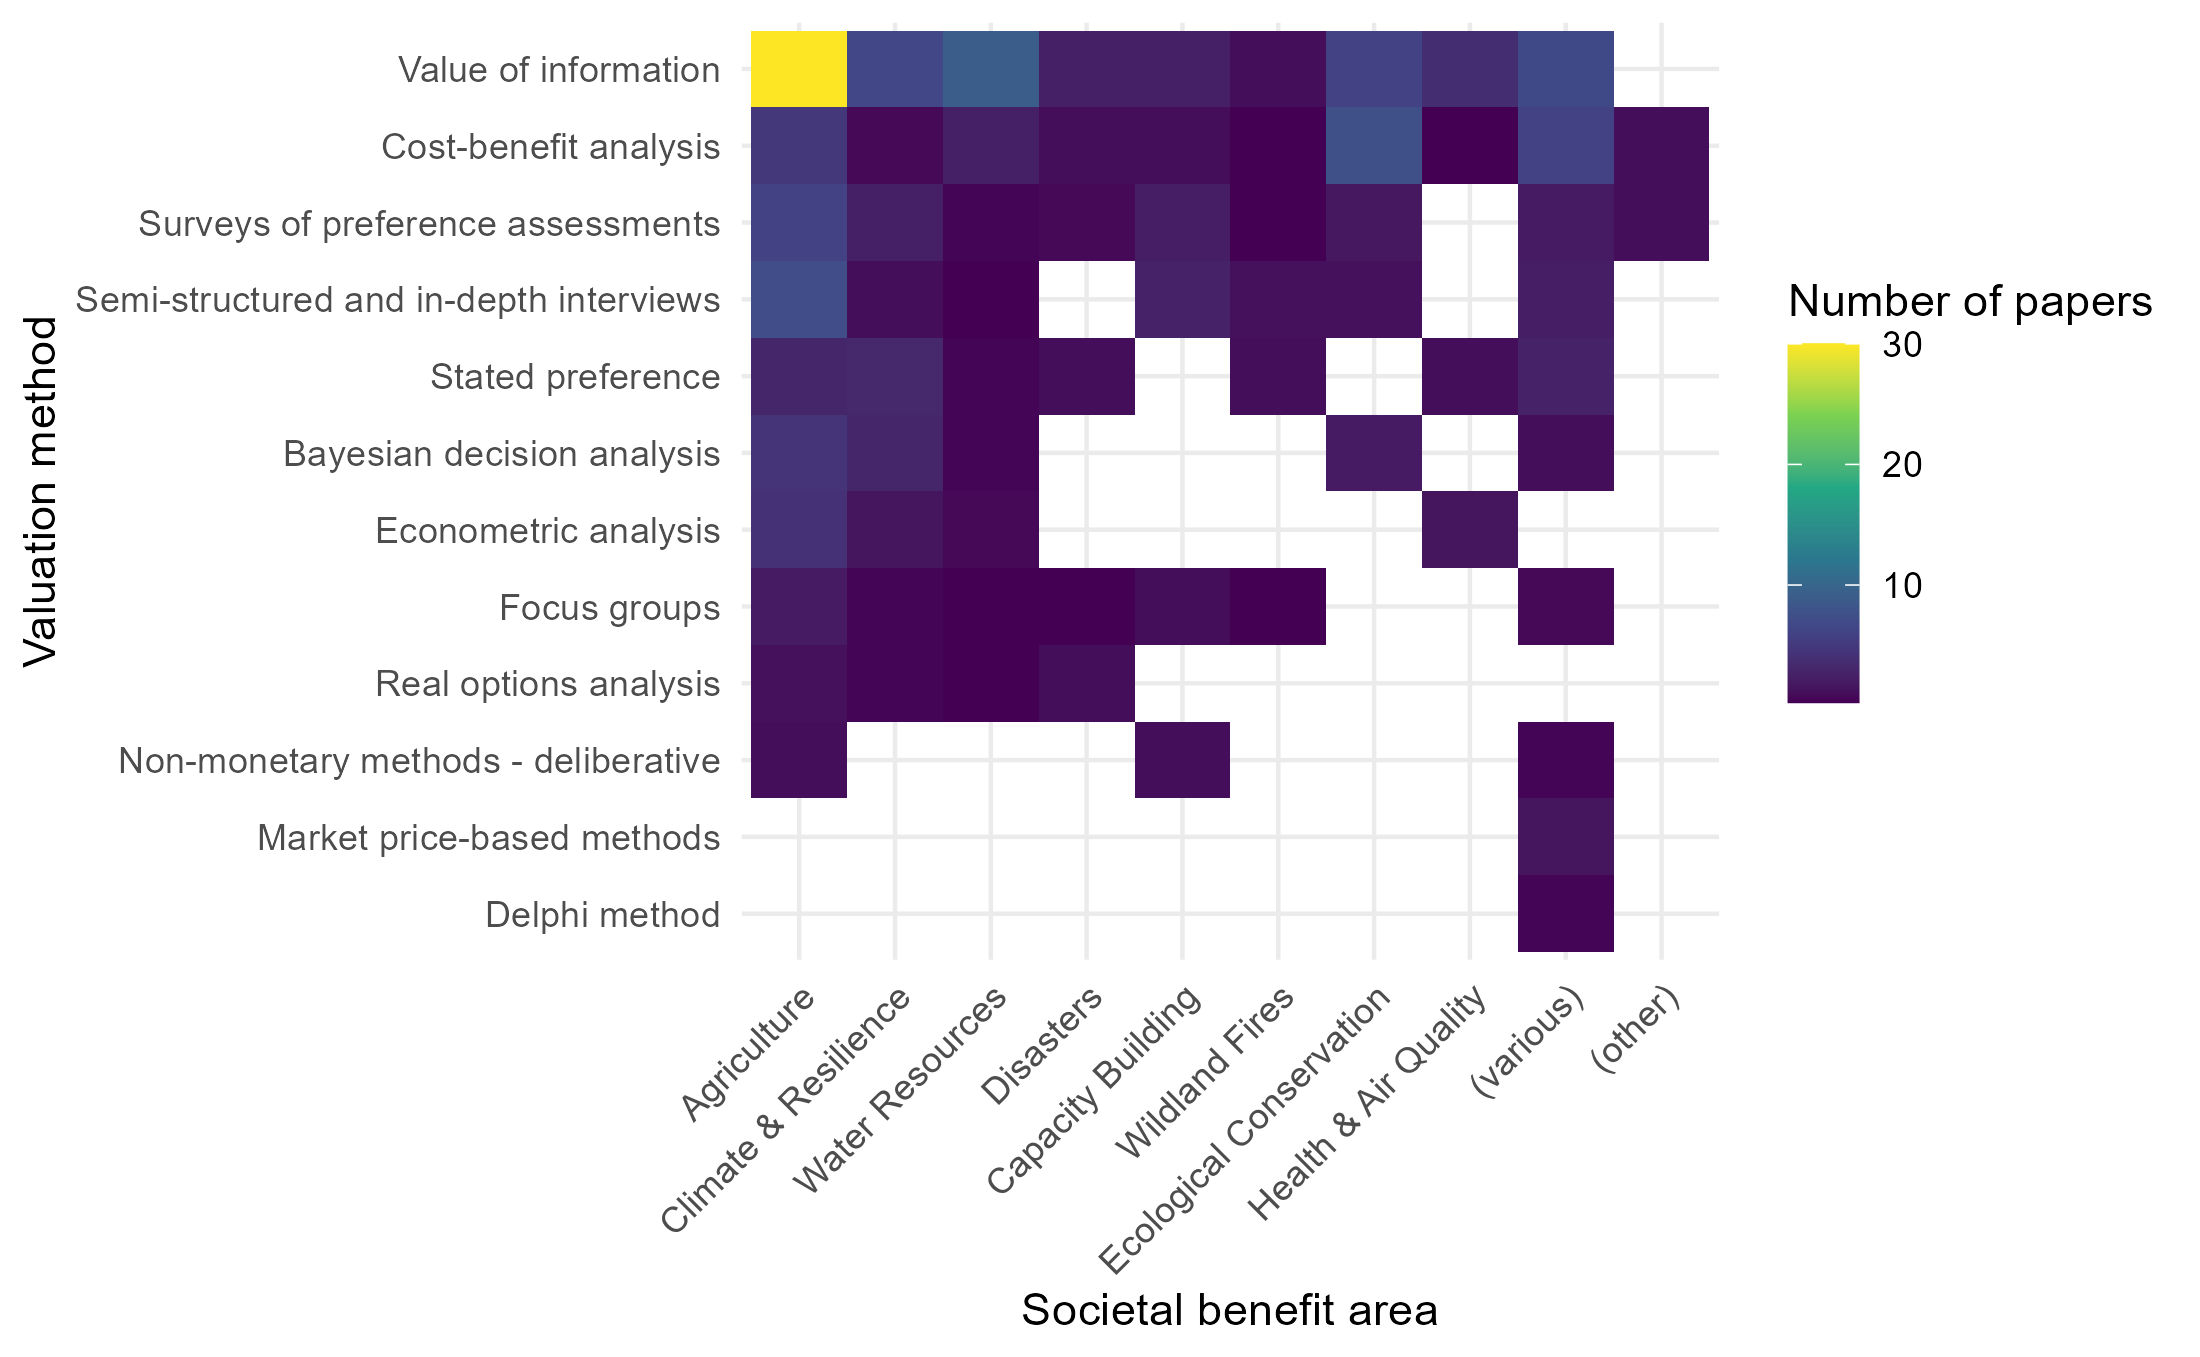 Value of information
Cost-benefit analysis
Surveys of preference assessments
Semi-structured and in-depth interviews
Stated preference
Bayesian decision analysis
Econometric analysis
Focus groups
Real options analysis
Non-monetary methods - deliberative
Market price-based methods
Delphi method
Valuation method
Agriculture
Climate & Resilience
Water Resources
Disasters
Capacity Building
Wildland Fires
Ecological Conservation
Health & Air Quality
(various)
(other)
Societal benefit area
Number of papers
30
20
10